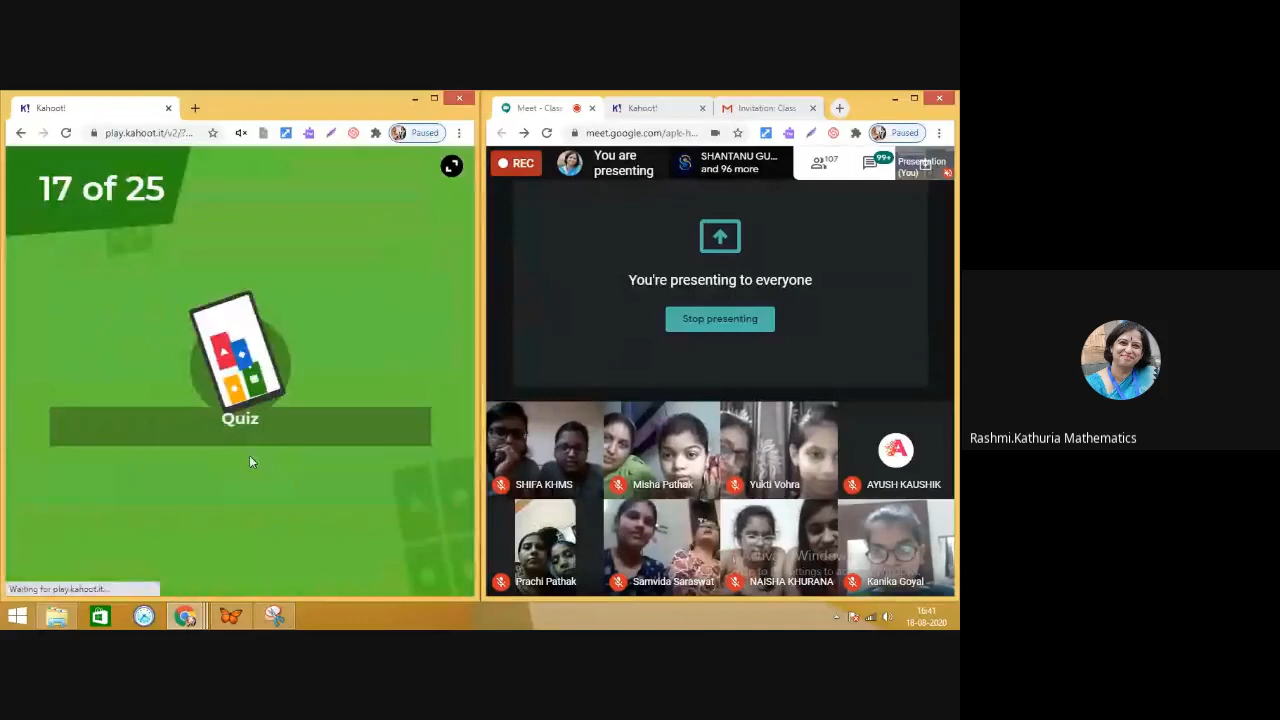 Kahoot!
play.kahoot.it/v2/?...
Paused
17 of 25
Quiz
Waiting for play.kahoot.it...
Meet - Class
Kahoot!
Invitation: Class
meet.google.com/apk-h...
Paused
REC
You are
presenting
SHANTANU GU...
and 96 more
107
99+
Presentation
(You)
You're presenting to everyone
Stop presenting
SHIFA KHMS
Misha Pathak
Yukti Vohra
AYUSH KAUSHIK
Prachi Pathak
Samvida Saraswat
NAISHA KHURANA
Kanika Goyal
16:41
18-08-2020
Rashmi.Kathuria Mathematics